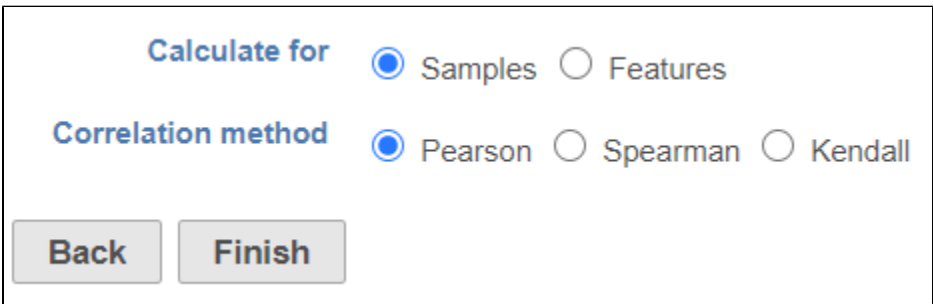 Calculate for Samples Features
Correlation method Pearson Spearman Kendall
Back Finish